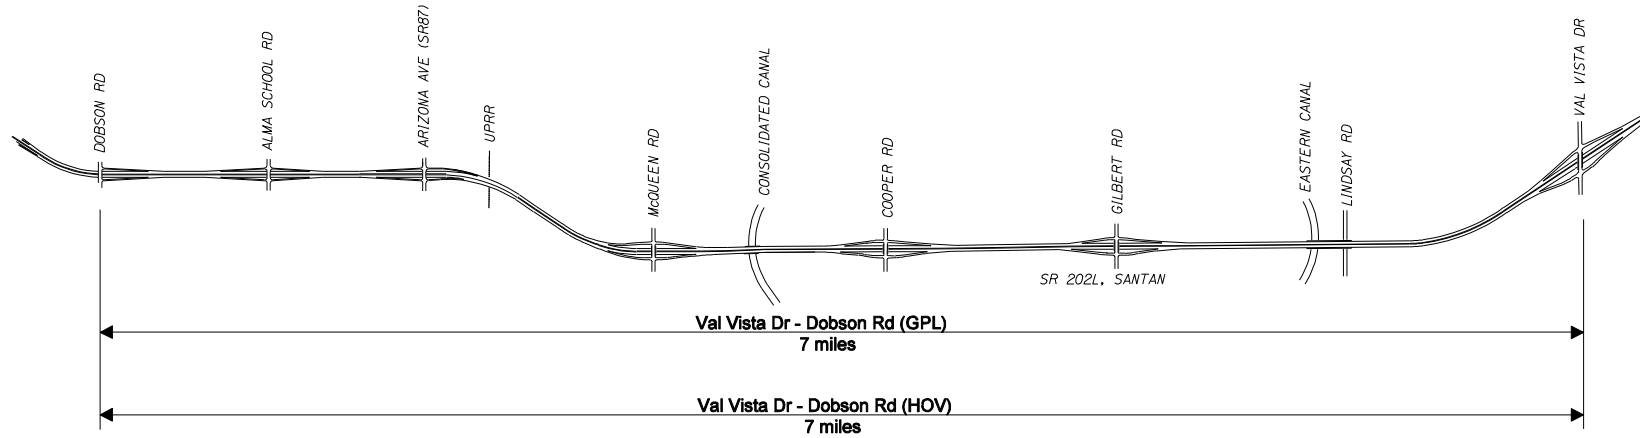 DOBSON RD
ALMA SCHOOL RD
ARIZONA AVE (SR87)
UPRR
McQUEEN RD
CONSOLIDATED CANAL
COOPER RD
GILBERT RD
EASTERN CANAL
LINDSAY RD
VAL VISTA DR
SR 202L, SANTAN
Val Vista Dr - Dobson Rd (GPL)
7 miles
Val Vista Dr - Dobson Rd (HOV)
7 miles